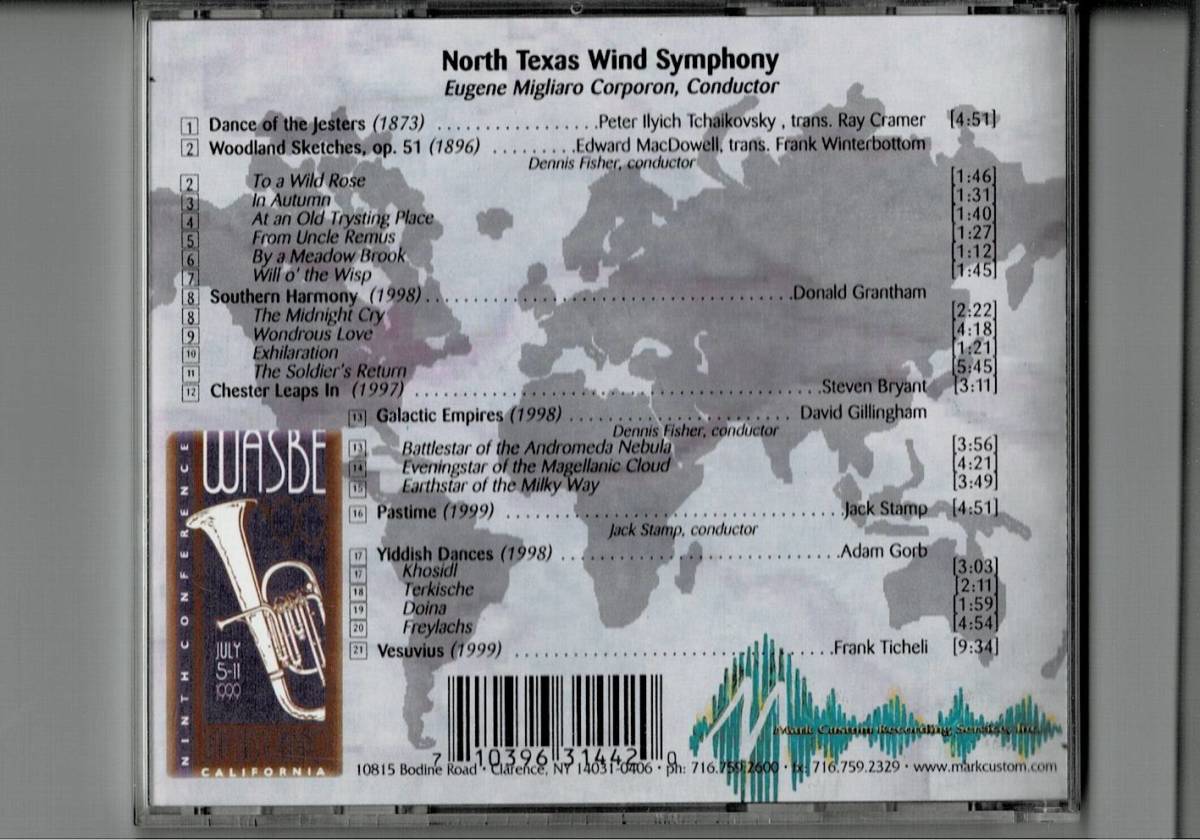 North Texas Wind Symphony
Eugene Migliaro Corporon, Conductor
1 Dance of the Jesters (1873) ..................Peter Ilyich Tchaikovsky , trans. Ray Cramer [4:51]
2 Woodland Sketches, op. 51 (1896) .........Edward MacDowell, trans. Frank Winterbottom
Dennis Fisher, conductor
2 To a Wild Rose [1:46]
3 In Autumn [1:31]
4 At an Old Trysting Place [1:40]
5 From Uncle Remus [1:27]
6 By a Meadow Brook [1:12]
7 Will o' the Wisp [1:45]
8 Southern Harmony (1998)..........................................Donald Grantham
8 The Midnight Cry [2:22]
9 Wondrous Love [4:18]
10 Exhilaration [1:21]
11 The Soldier's Return [5:45]
12 Chester Leaps In (1997) ..............................................Steven Bryant [3:11]
13 Galactic Empires (1998) ........................... David Gillingham
Dennis Fisher, conductor
13 Battlestar of the Andromeda Nebula [3:56]
14 Eveningstar of the Magellanic Cloud [4:21]
15 Earthstar of the Milky Way [3:49]
16 Pastime (1999) .......................................Jack Stamp [4:51]
Jack Stamp, conductor
17 Yiddish Dances (1998) ...............................Adam Gorb
17 Khosidl [3:03]
18 Terkische [2:11]
19 Doina [1:59]
20 Freylachs [4:54]
21 Vesuvius (1999) ...................................Frank Ticheli [9:34]
WASBE
NINTH CONFERENCE
JULY
5-11
1999
CALIFORNIA
Mark Custom Recording Service, Inc.
7 10396 31442 0
10815 Bodine Road · Clarence, NY 14031-0406 · ph: 716.759.2600 · fx: 716.759.2329 · www.markcustom.com